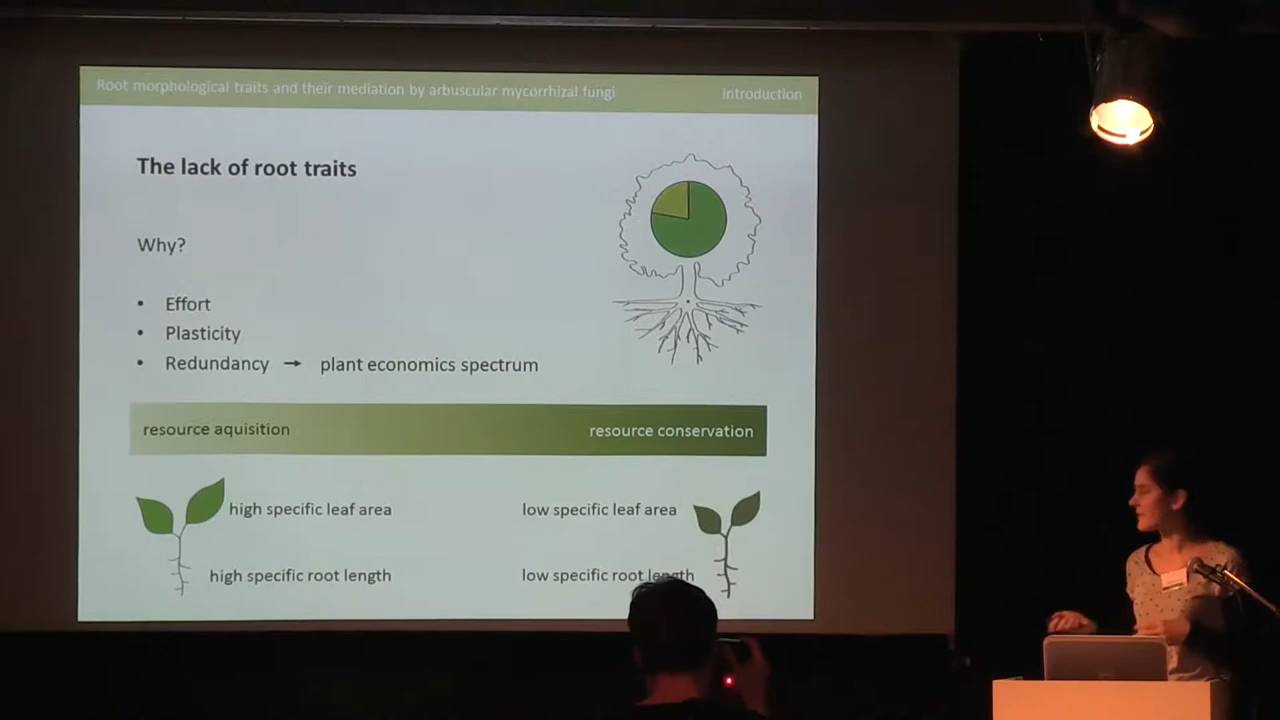 Root morphological traits and their mediation by arbuscular mycorrhizal fungi
Introduction
The lack of root traits
Why?
• Effort
• Plasticity
• Redundancy → plant economics spectrum
resource aquisition
resource conservation
high specific leaf area
low specific leaf area
high specific root length
low specific root length